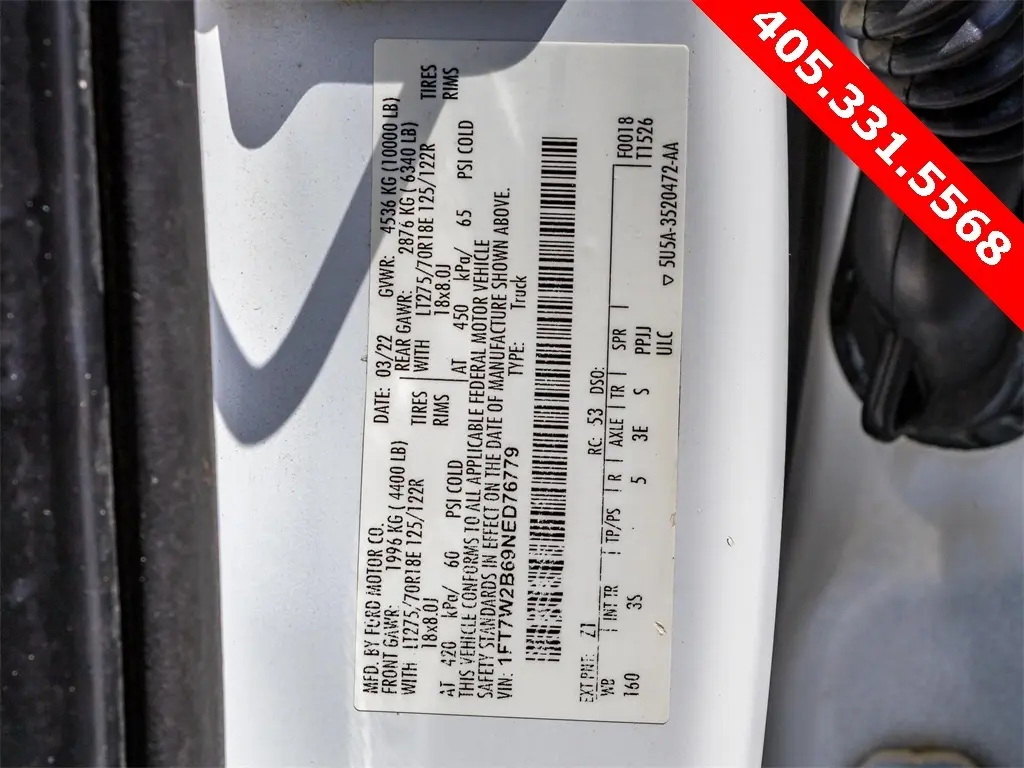 MFD. BY FORD MOTOR CO.
DATE: 03/22 GVWR: 4536 KG (10000 LB)
FRONT GAWR: 1996 KG ( 4400 LB) REAR GAWR: 2876 KG ( 6340 LB)
WITH LT275/70R18E 125/122R TIRES WITH LT275/70R18E 125/122R TIRES
18x8.0J RIMS 18x8.0J RIMS
AT 420 kPa/ 60 PSI COLD AT 450 kPa/ 65 PSI COLD
THIS VEHICLE CONFORMS TO ALL APPLICABLE FEDERAL MOTOR VEHICLE
SAFETY STANDARDS IN EFFECT ON THE DATE OF MANUFACTURE SHOWN ABOVE.
VIN: 1FT7W2B69NED76779 TYPE: Truck
F0018
T1526
EXT PNT: Z1 RC: 53 DSO:
WB INT TR TP/PS R AXLE TR SPR
160 3S 5 3E S PPJJ
UIC
▽ 5U5A-3520472-AA
405.331.5568